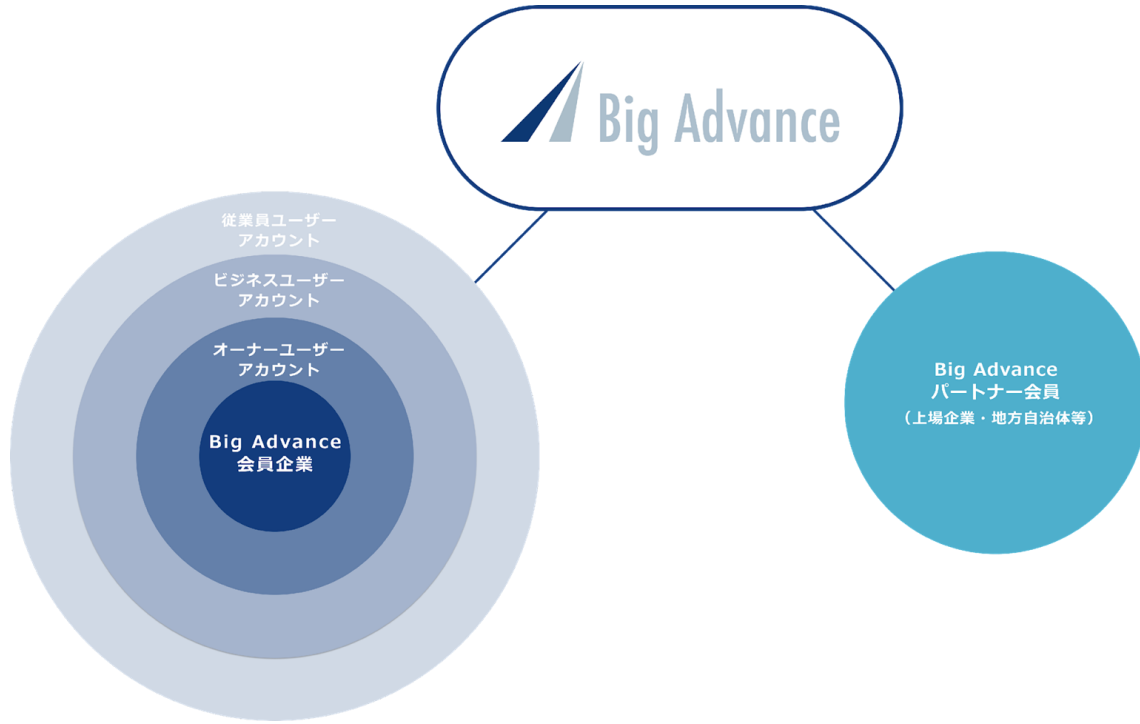 Big Advance
従業員ユーザー
アカウント
ビジネスユーザー
アカウント
オーナーユーザー
アカウント
Big Advance
会員企業
Big Advance
パートナー会員
（上場企業・地方自治体等）